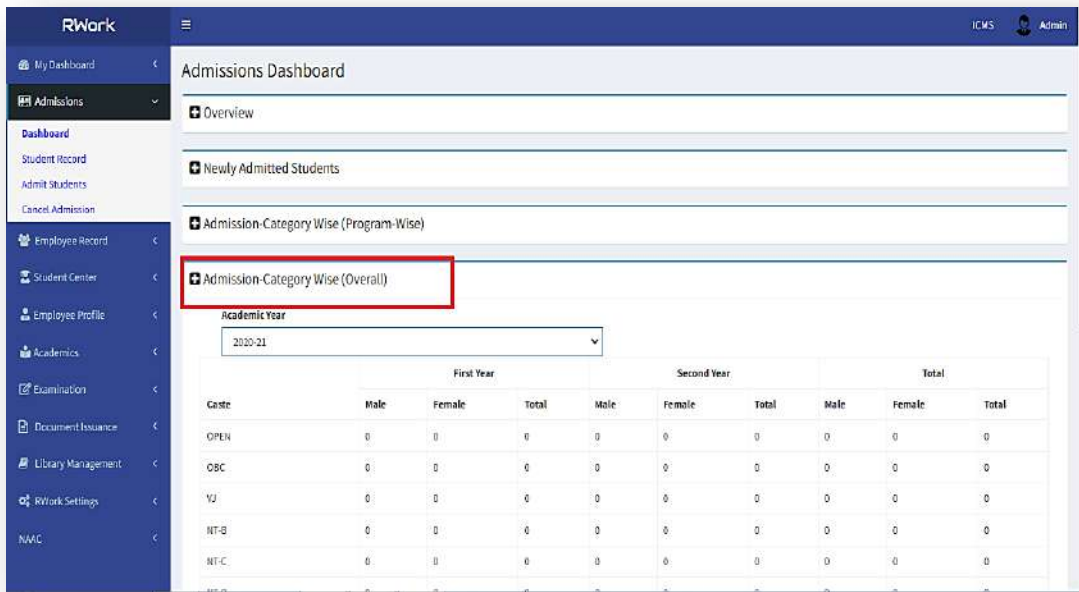 RWork
ICMS Admin
My Dashboard
Admissions
Dashboard
Student Record
Admit Students
Cancel Admission
Employee Record
Student Center
Employee Profile
Academics
Examination
Document Issuance
Library Management
RWork Settings
NAAC
Admissions Dashboard
Overview
Newly Admitted Students
Admission-Category Wise (Program-Wise)
Admission-Category Wise (Overall)
Academic Year
2020-21
First Year Second Year Total
Caste Male Female Total Male Female Total Male Female Total
OPEN 0 0 0 0 0 0 0 0 0
OBC 0 0 0 0 0 0 0 0 0
VJ 0 0 0 0 0 0 0 0 0
NT-B 0 0 0 0 0 0 0 0 0
NT-C 0 0 0 0 0 0 0 0 0